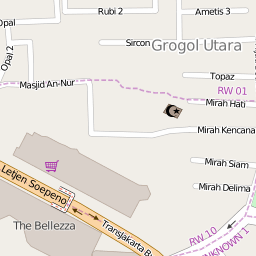 Opal
Rubi 2
Ametis 3
Opal 2
Sircon
Grogol Utara
Topaz
Masjid An-Nur
RW 01
Mirah Hati
Mirah Kencana
Mirah Siam
Letjen Soepeno
Mirah Delima
The Bellezza
TransJakarta
RW 10
UNKNOWN 1